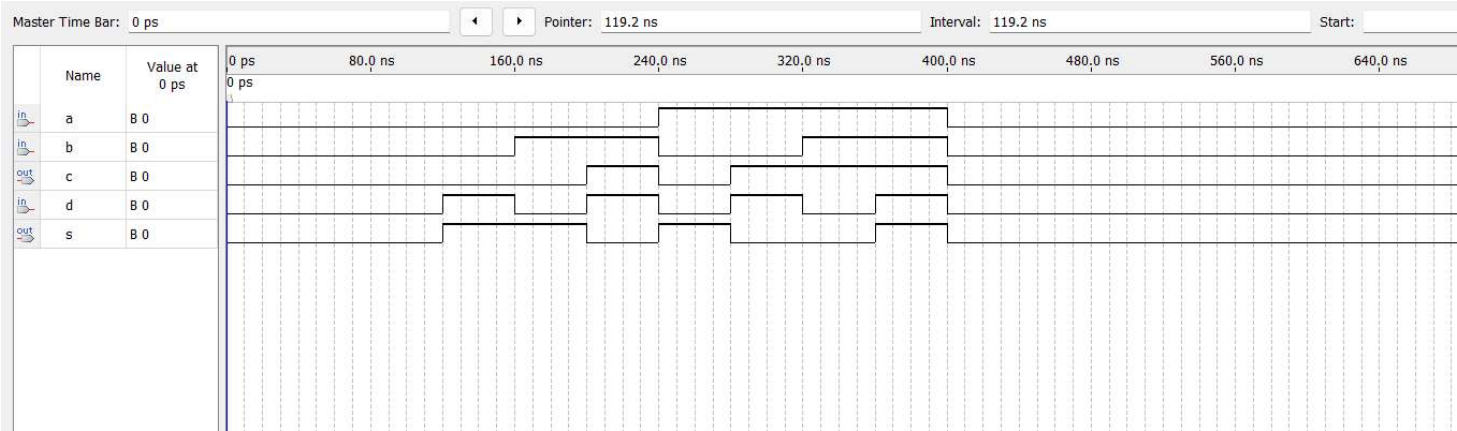 Master Time Bar: 0 ps Pointer: 119.2 ns Interval: 119.2 ns Start:
Name Value at 0 ps
0 ps 80.0 ns 160.0 ns 240.0 ns 320.0 ns 400.0 ns 480.0 ns 560.0 ns 640.0 ns
0 ps
in a B 0
in b B 0
out c B 0
in d B 0
out s B 0